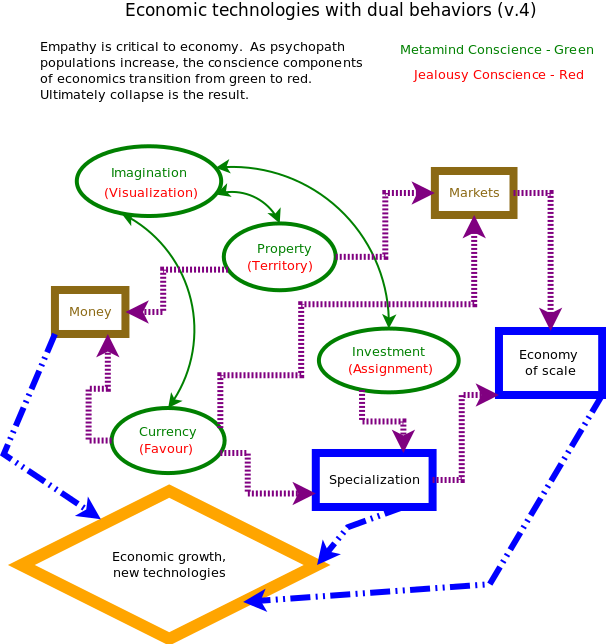 Economic technologies with dual behaviors (v.4)
Empathy is critical to economy.  As psychopath
populations increase, the conscience components
of economics transition from green to red.
Ultimately collapse is the result.
Metamind Conscience - Green
Jealousy Conscience - Red
Imagination
(Visualization)
Markets
Property
(Territory)
Money
Investment
(Assignment)
Economy
of scale
Currency
(Favour)
Specialization
Economic growth,
new technologies